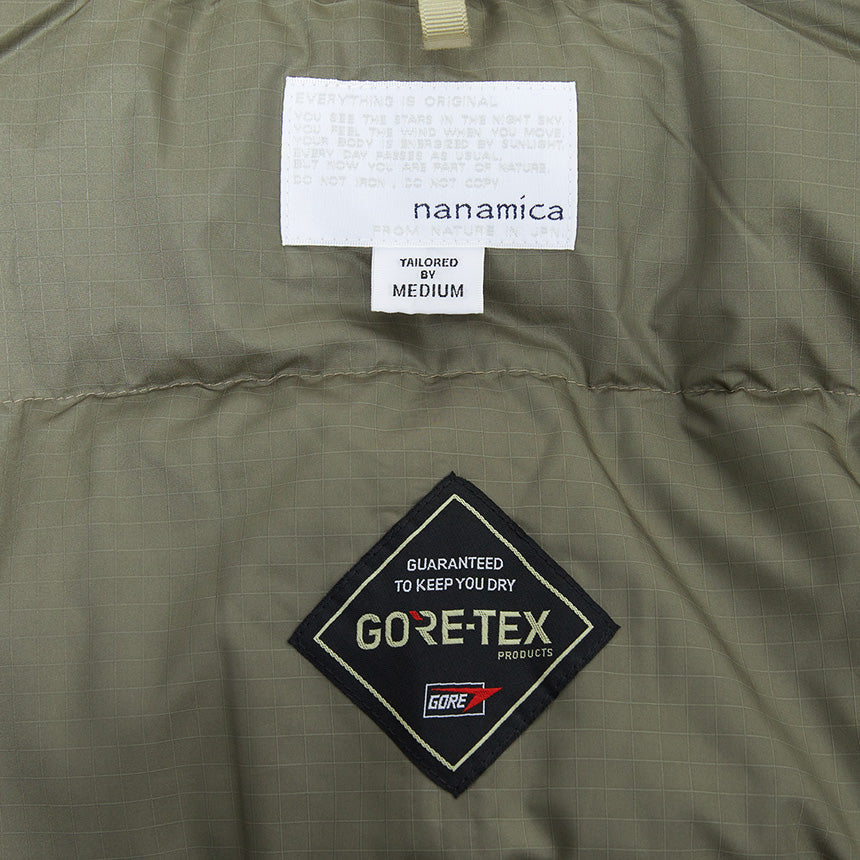 EVERYTHING IS ORIGINAL
YOU SEE THE STARS IN THE NIGHT SKY.
YOU FEEL THE WIND WHEN YOU MOVE.
YOUR BODY IS ENERGIZED BY SUNLIGHT.
EVERY DAY PASSES AS USUAL.
BUT NOW YOU ARE PART OF NATURE.
DO NOT IRON / DO NOT COPY
nanamica
FROM NATURE IN JPN.
TAILORED
BY
MEDIUM
GUARANTEED
TO KEEP YOU DRY
GORE-TEX
PRODUCTS
GORE